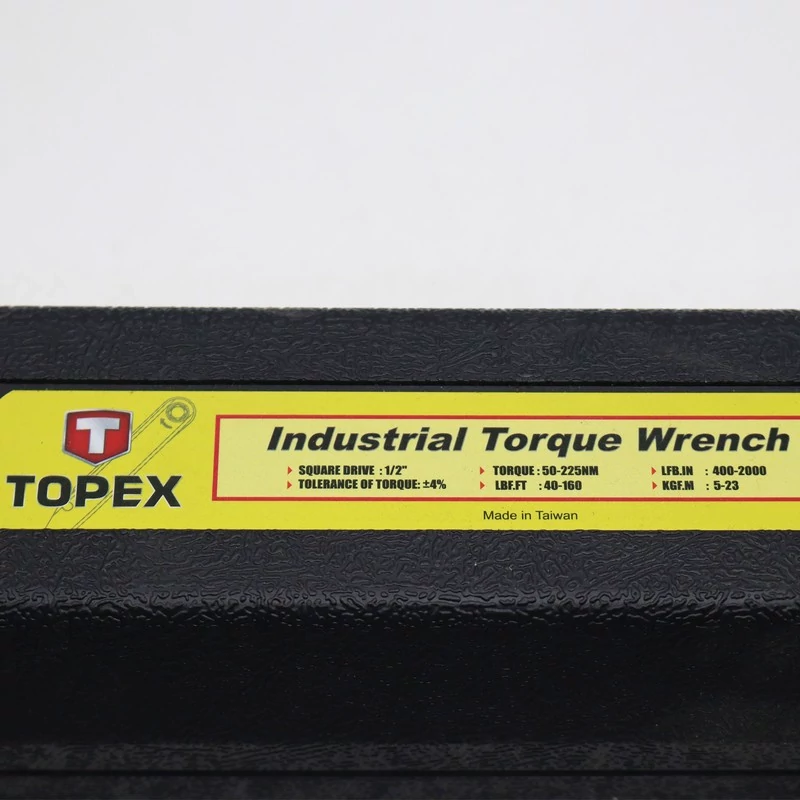 T
TOPEX
Industrial Torque Wrench
SQUARE DRIVE : 1/2" TORQUE : 50-225NM LFB.IN : 400-2000
TOLERANCE OF TORQUE: ±4% LBF.FT : 40-160 KGF.M : 5-23
Made in Taiwan